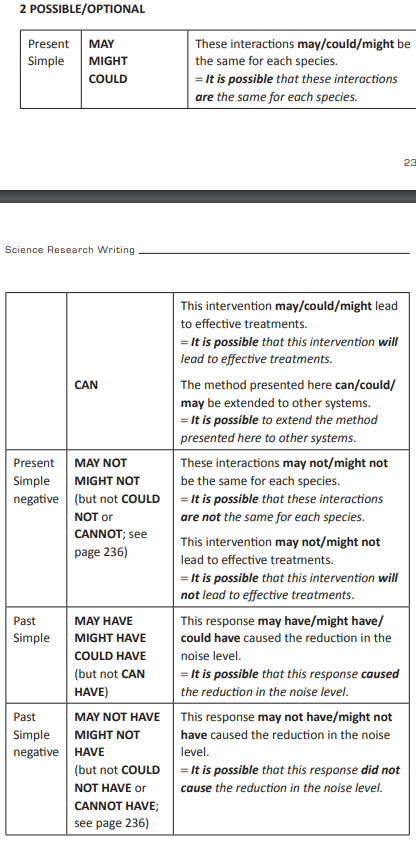 2 POSSIBLE/OPTIONAL
Present Simple
MAY
MIGHT
COULD
These interactions may/could/might be
the same for each species.
= It is possible that these interactions
are the same for each species.
23
Science Research Writing
This intervention may/could/might lead
to effective treatments.
= It is possible that this intervention will
lead to effective treatments.
CAN
The method presented here can/could/
may be extended to other systems.
= It is possible to extend the method
presented here to other systems.
Present
Simple
negative
MAY NOT
MIGHT NOT
(but not COULD
NOT or
CANNOT; see
page 236)
These interactions may not/might not
be the same for each species.
= It is possible that these interactions
are not the same for each species.
This intervention may not/might not
lead to effective treatments.
= It is possible that this intervention will
not lead to effective treatments.
Past
Simple
MAY HAVE
MIGHT HAVE
COULD HAVE
(but not CAN
HAVE)
This response may have/might have/
could have caused the reduction in the
noise level.
= It is possible that this response caused
the reduction in the noise level.
Past
Simple
negative
MAY NOT HAVE
MIGHT NOT
HAVE
(but not COULD
NOT HAVE or
CANNOT HAVE;
see page 236)
This response may not have/might not
have caused the reduction in the noise
level.
= It is possible that this response did not
cause the reduction in the noise level.